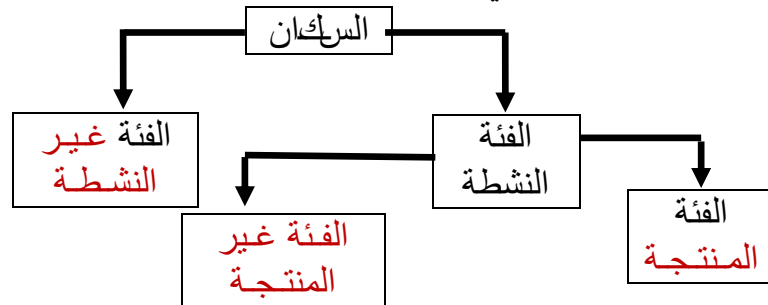 السكان
الفئة
النشطة
الفئة غير
النشطة
الفئة
المنتجة
الفئة غير
المنتجة